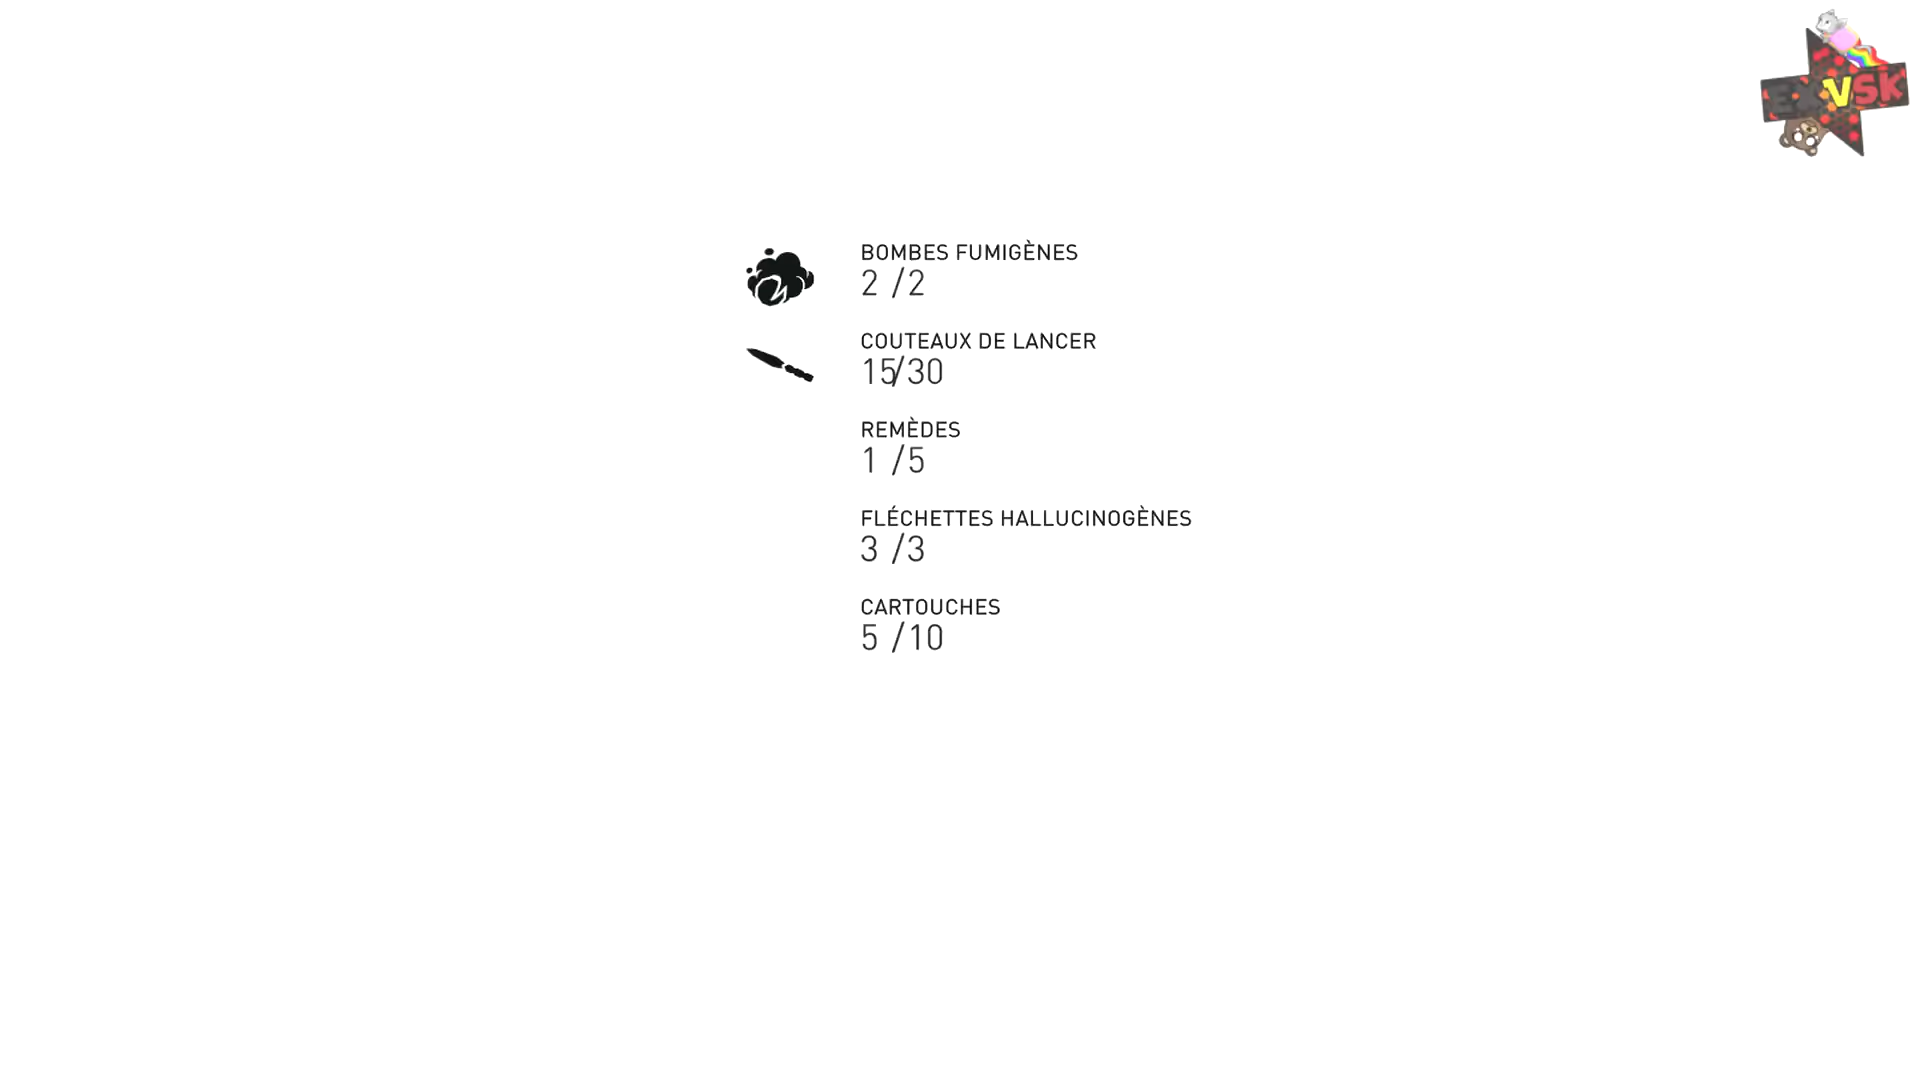 EXVSK
BOMBES FUMIGÈNES
2 /2
COUTEAUX DE LANCER
15/30
REMÈDES
1 /5
FLÉCHETTES HALLUCINOGÈNES
3 /3
CARTOUCHES
5 /10